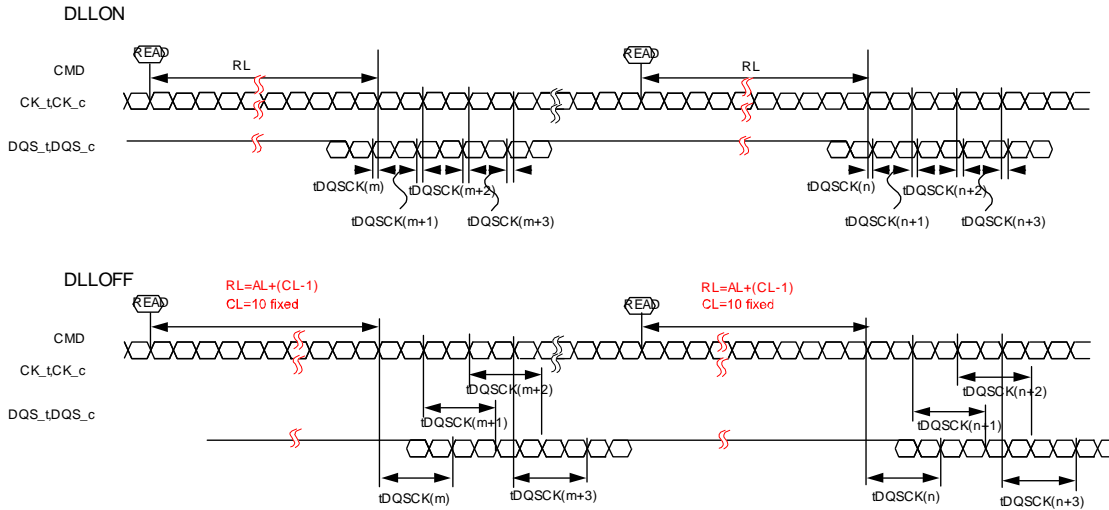 DLLON
READ
READ
CMD
RL
RL
CK_t,CK_c
DQS_t,DQS_c
tDQSCK(m)
tDQSCK(m+2)
tDQSCK(n)
tDQSCK(n+2)
tDQSCK(m+1)
tDQSCK(m+3)
tDQSCK(n+1)
tDQSCK(n+3)
DLLOFF
RL=AL+(CL-1)
CL=10 fixed
RL=AL+(CL-1)
CL=10 fixed
READ
READ
CMD
CK_t,CK_c
tDQSCK(m+2)
tDQSCK(n+2)
DQS_t,DQS_c
tDQSCK(m+1)
tDQSCK(n+1)
tDQSCK(m)
tDQSCK(m+3)
tDQSCK(n)
tDQSCK(n+3)